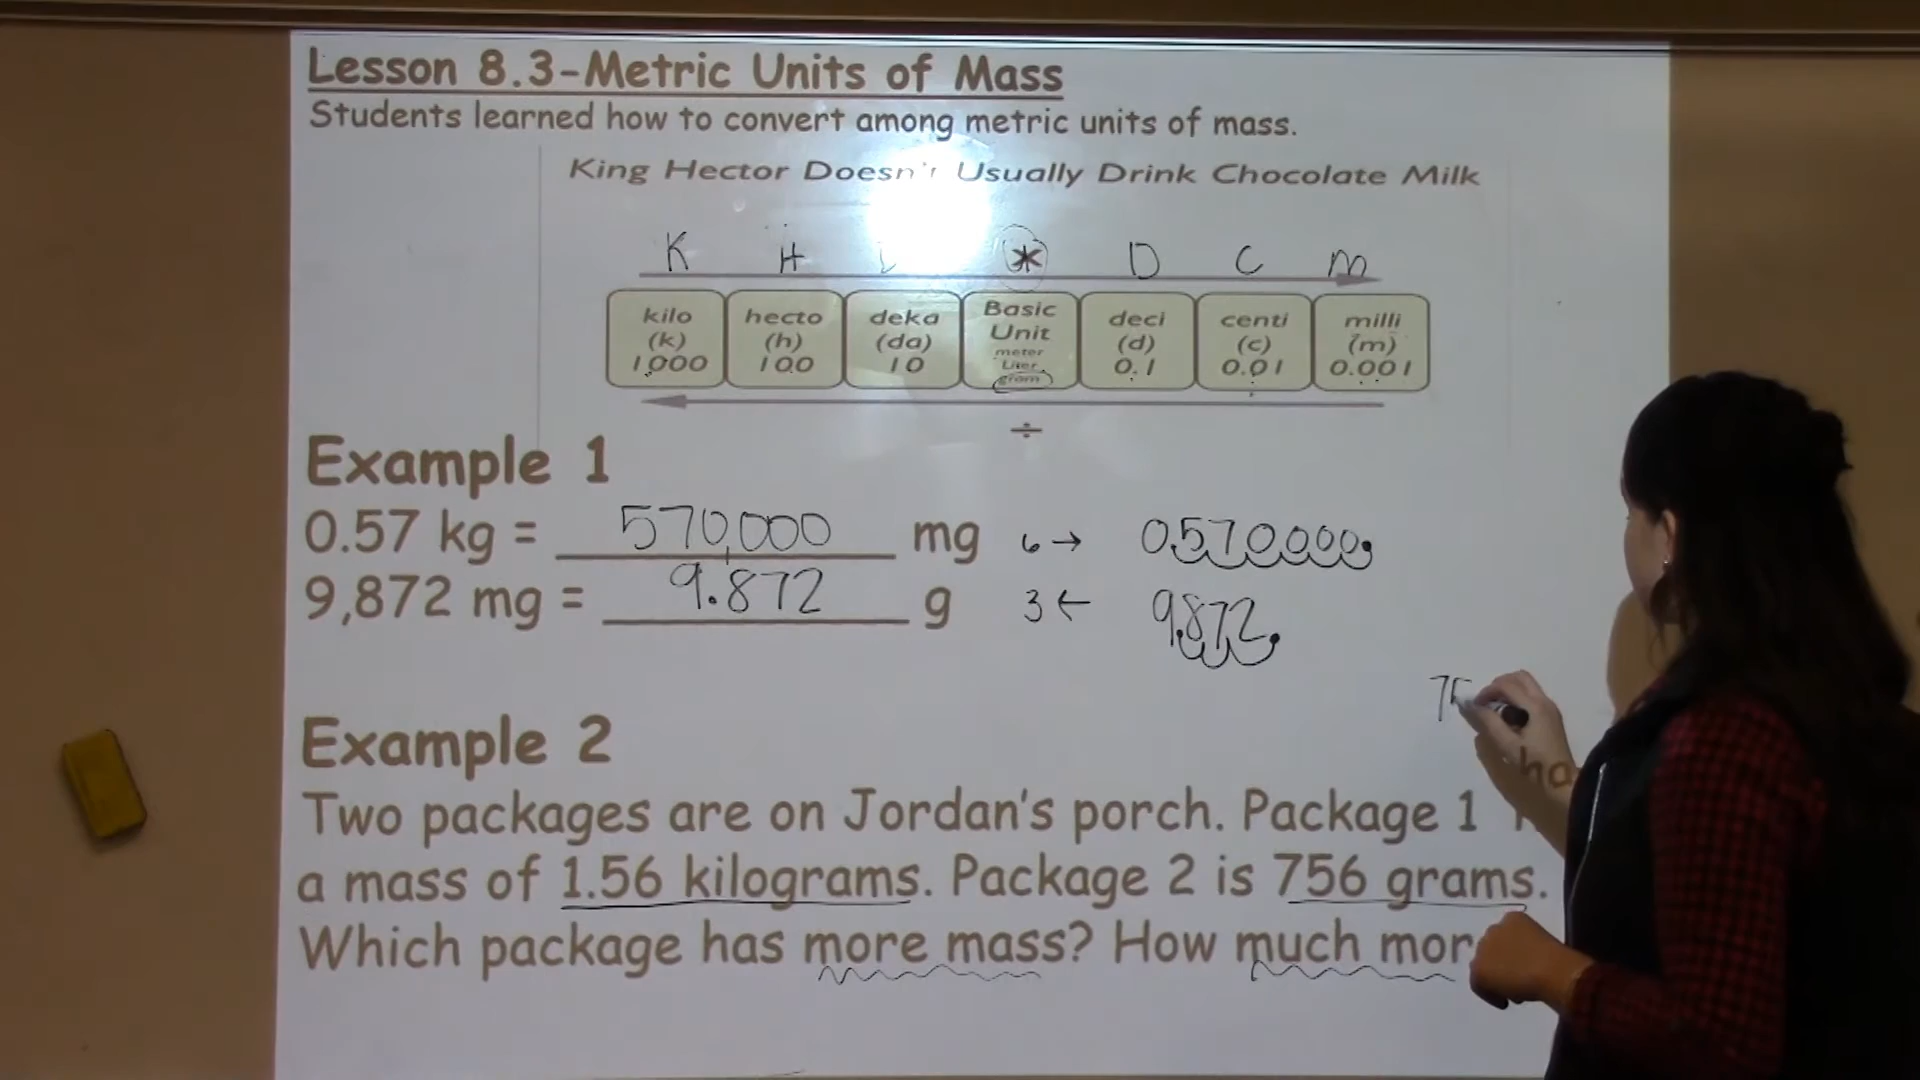 Lesson 8.3-Metric Units of Mass
Students learned how to convert among metric units of mass.
King Hector Doesn't Usually Drink Chocolate Milk
K H * D C m
kilo (k) 1000
hecto (h) 100
deka (da) 10
Basic Unit meter Liter gram
deci (d) 0.1
centi (c) 0.01
milli (m) 0.001
÷
Example 1
0.57 kg = 570,000 mg 6 → 0570000.
9,872 mg = 9.872 g 3 ← 9.872.
75
Example 2
Two packages are on Jordan's porch. Package 1 ha
a mass of 1.56 kilograms. Package 2 is 756 grams.
Which package has more mass? How much mor